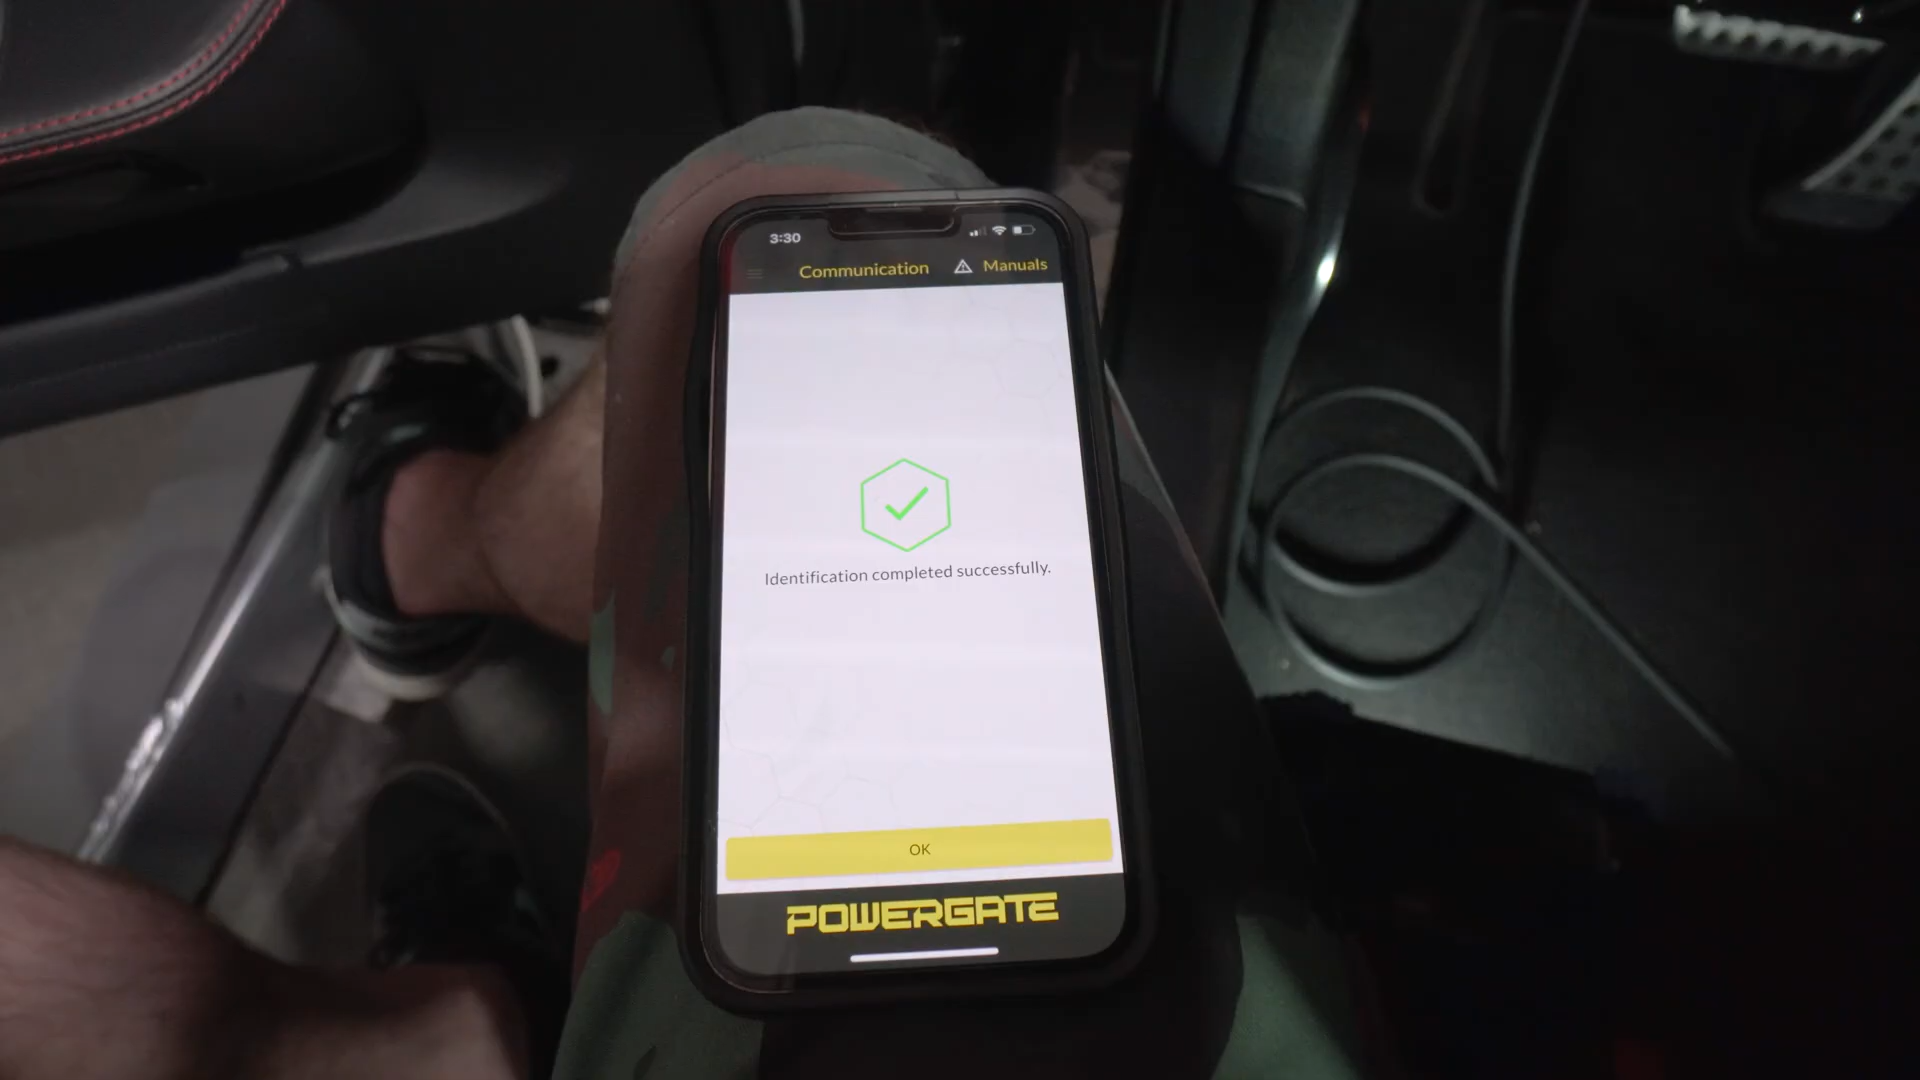 3:30
Communication
Manuals
Identification completed successfully.
OK
POWERGATE